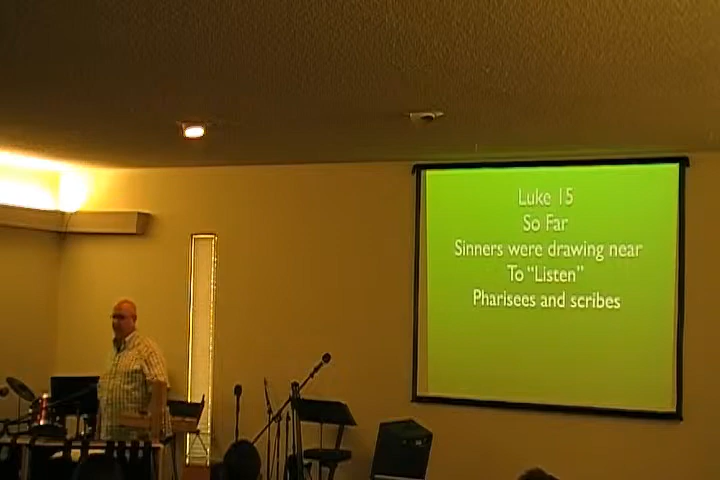 Luke 15
So Far
Sinners were drawing near
To “Listen”
Pharisees and scribes